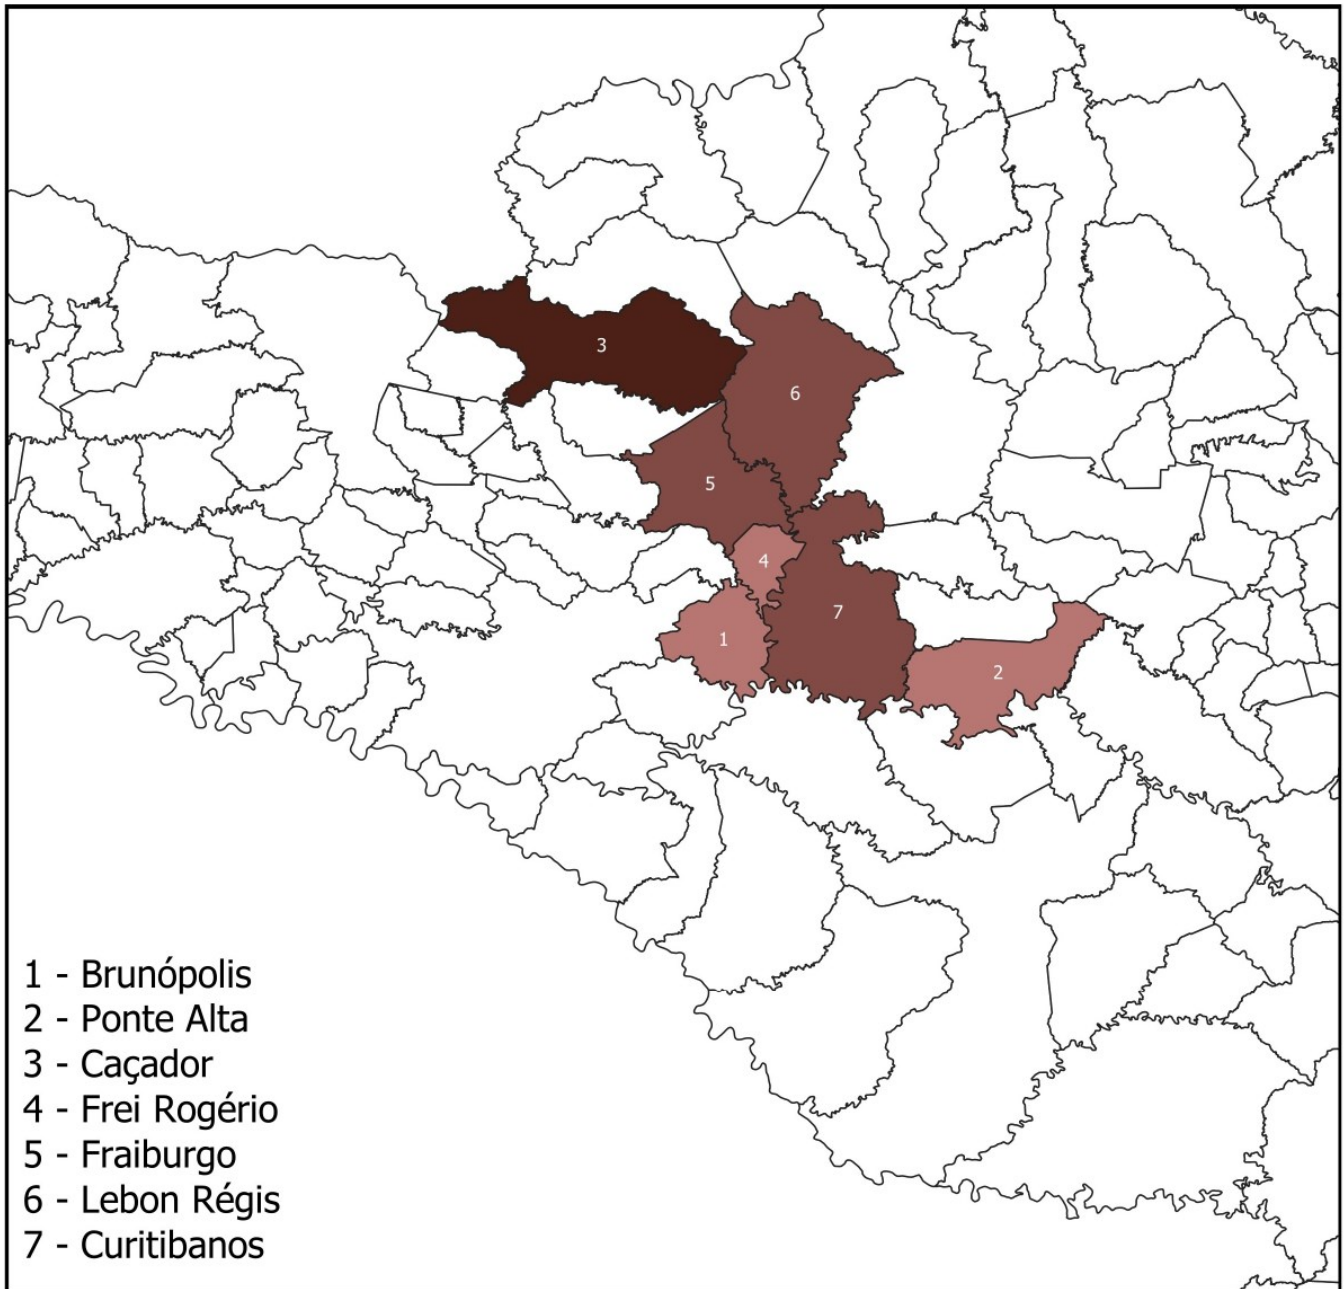 3
6
5
4
7
1
2
1 - Brunópolis
2 - Ponte Alta
3 - Caçador
4 - Frei Rogério
5 - Fraiburgo
6 - Lebon Régis
7 - Curitibanos